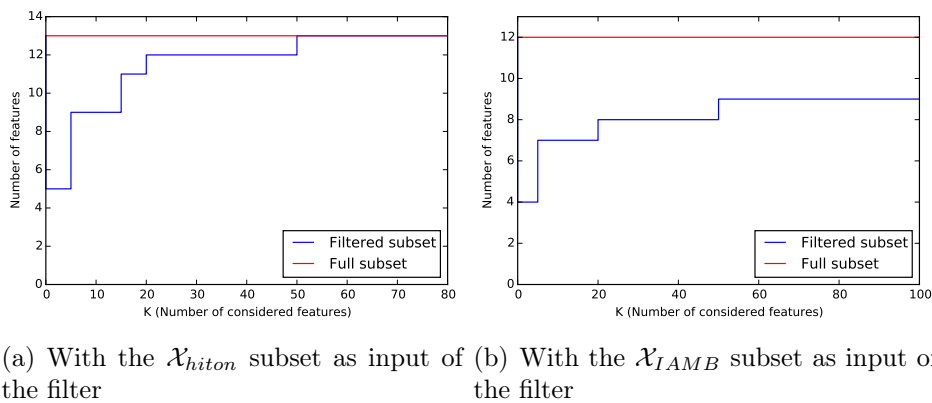 14
12
10
8
6
4
2
0
Number of features
0 10 20 30 40 50 60 70 80
K (Number of considered features)
Filtered subset
Full subset
12
10
8
6
4
2
0
Number of features
0 20 40 60 80 100
K (Number of considered features)
Filtered subset
Full subset
(a) With the 𝒳hiton subset as input of
the filter
(b) With the 𝒳IAMB subset as input of
the filter